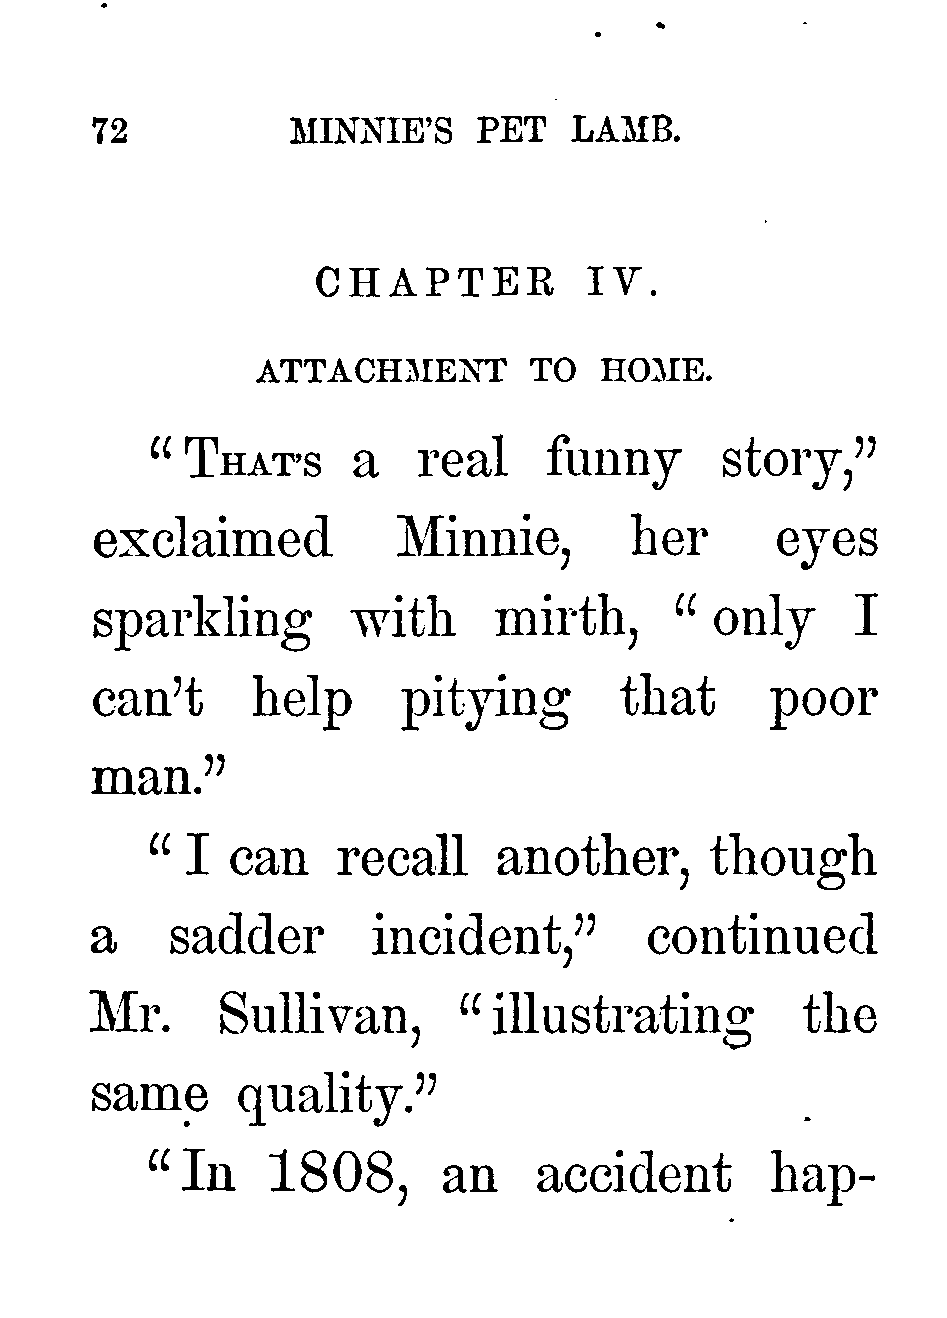 72 MINNIE'S PET LAMB.
CHAPTER IV.
ATTACHMENT TO HOME.
“THAT’S a real funny story,”
exclaimed Minnie, her eyes
sparkling with mirth, “only I
can’t help pitying that poor
man.”
“I can recall another, though
a sadder incident,” continued
Mr. Sullivan, “illustrating the
same quality.”
“In 1808, an accident hap-